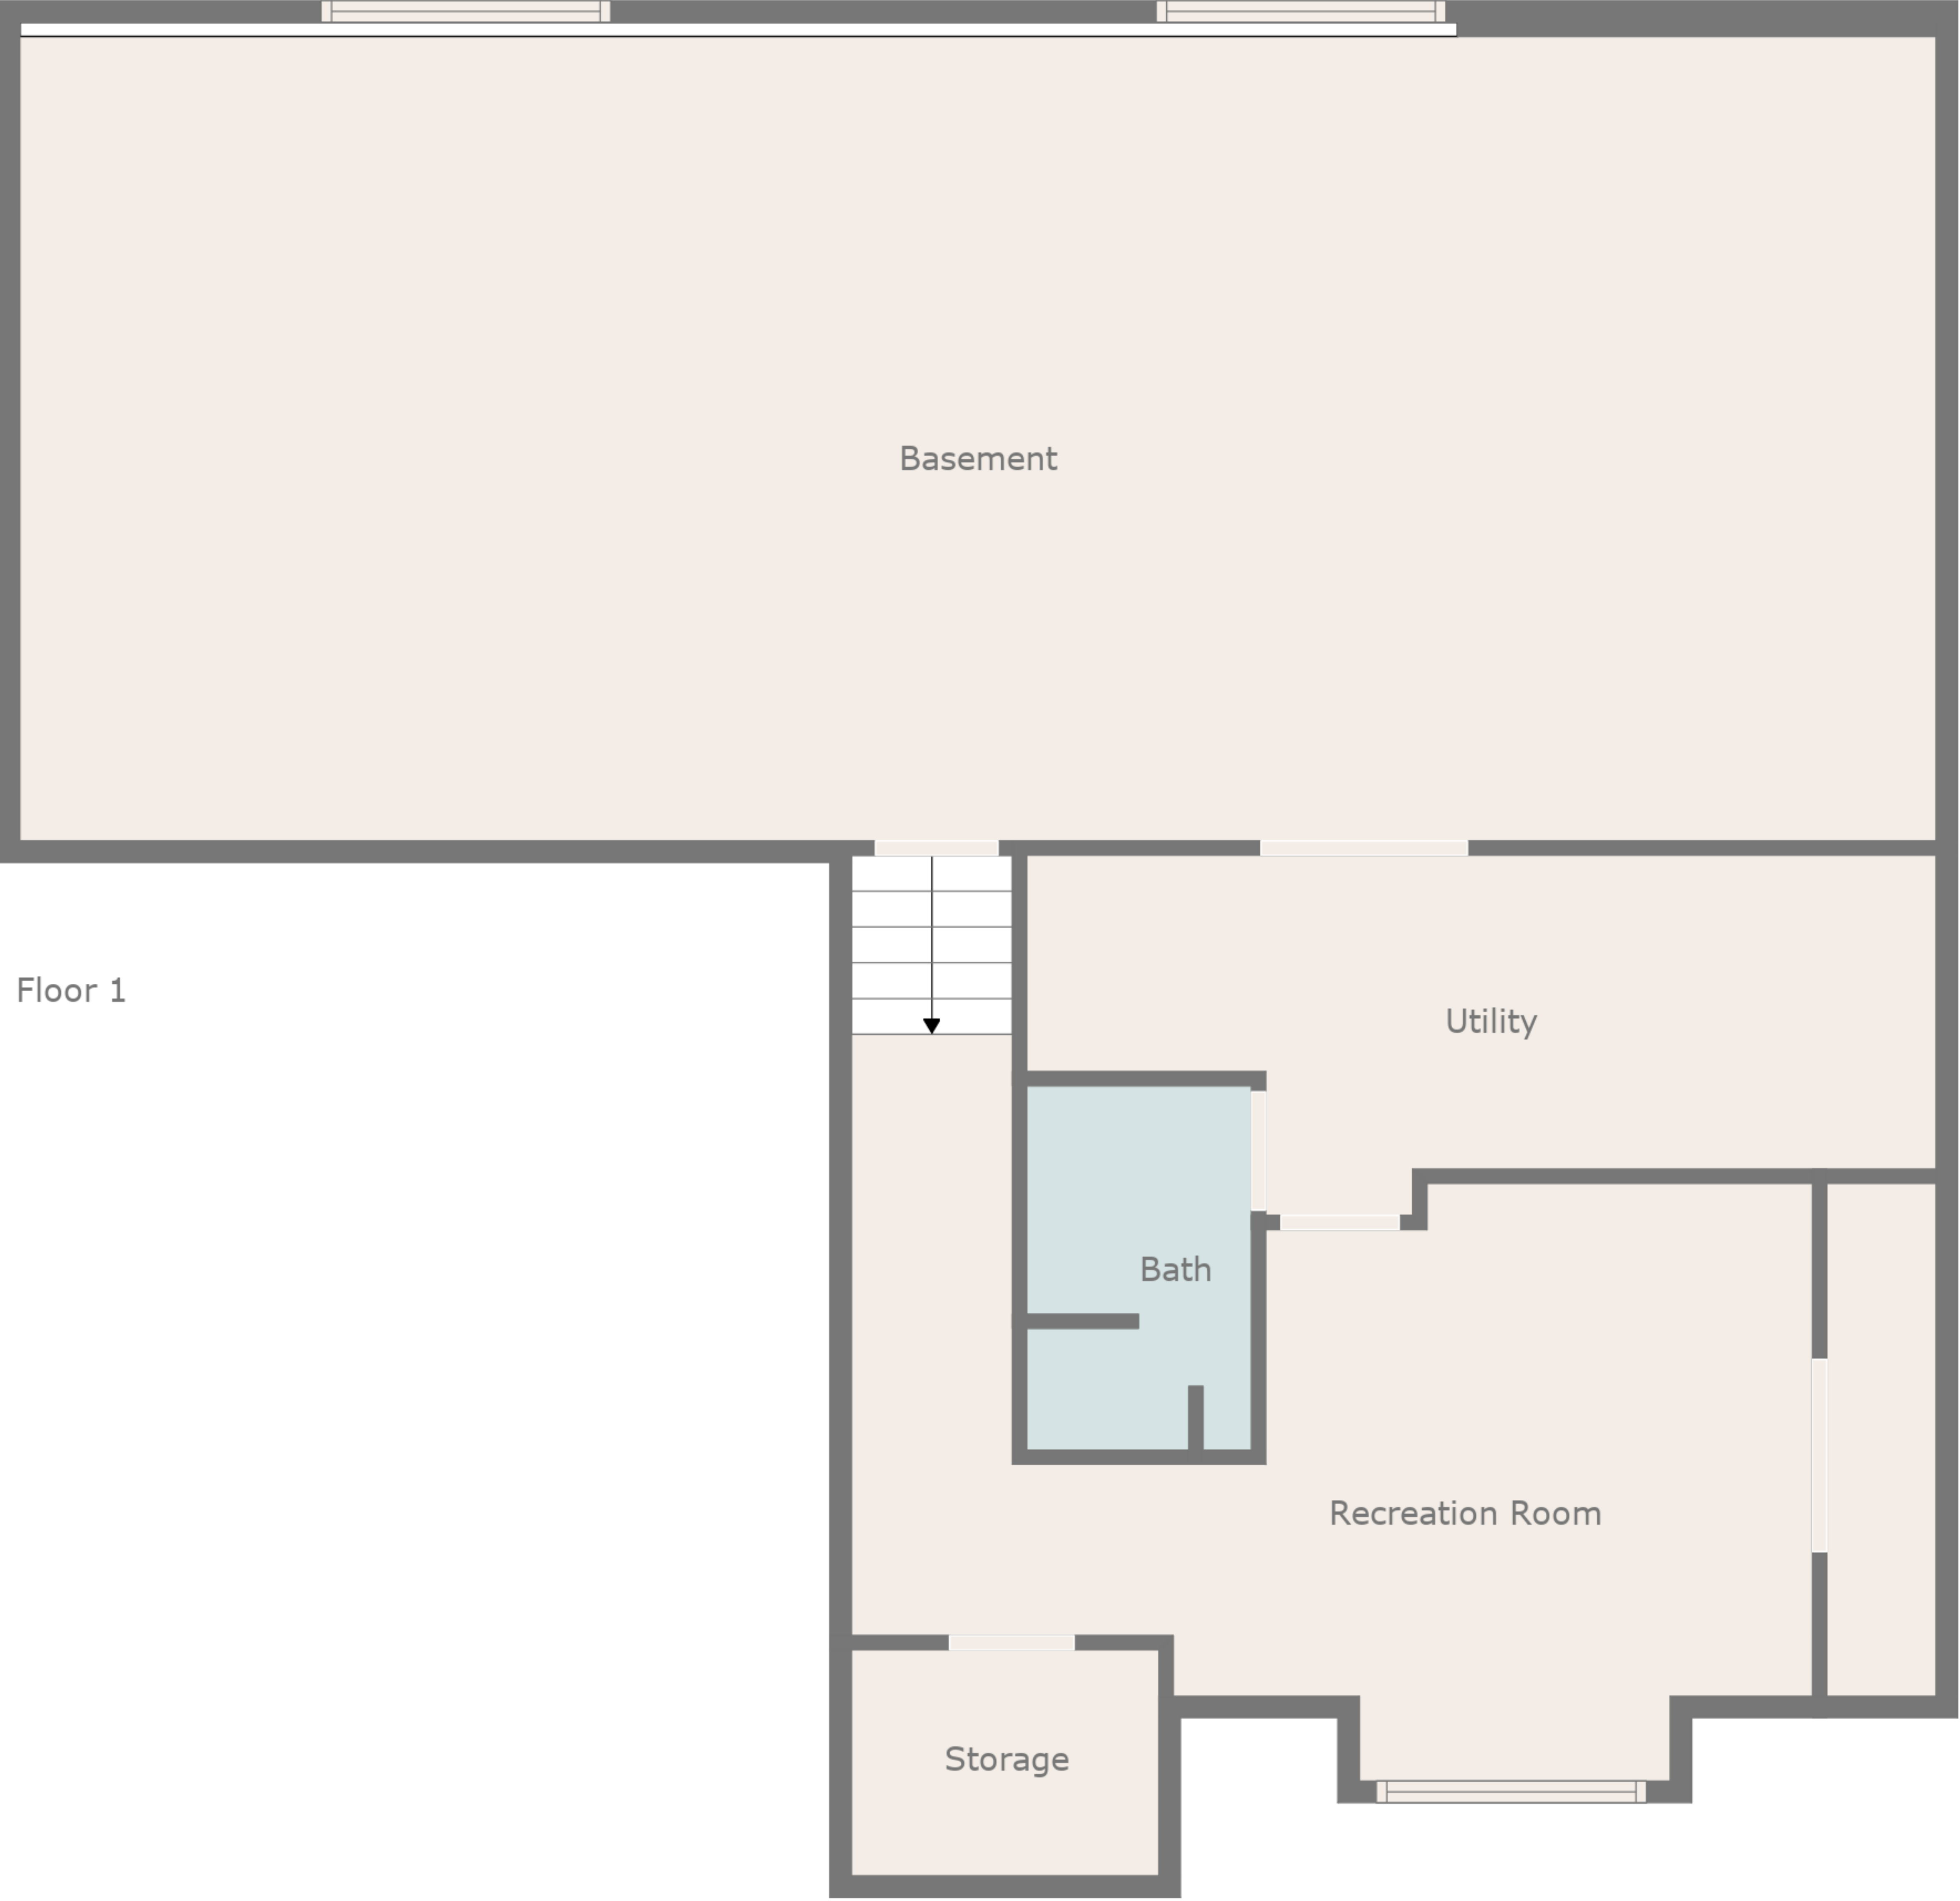 Basement
Floor 1
Utility
Bath
Recreation Room
Storage